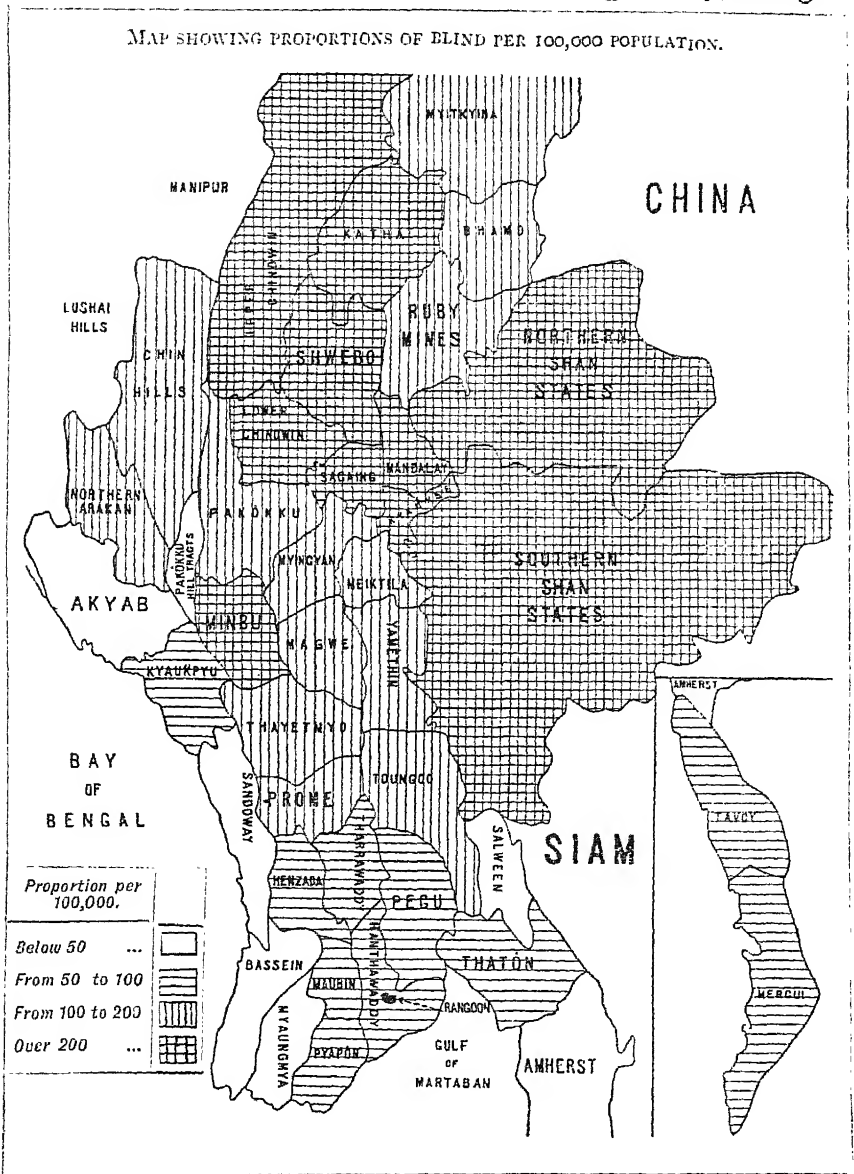 MAP SHOWING PROPORTIONS OF BLIND PER 100,000 POPULATION.
MYITKYINA
MANIPUR
CHINA
KATHA
BHAMO
UPPER
CHINDWIN
LUSHAI
HILLS
RUBY
MINES
CHIN
HILLS
SHWEBO
NORTHERN
SHAN
STATES
LOWER
CHINDWIN
SAGAING
MANDALAY
NORTHERN
ARAKAN
PAKÔKKU
PAKÔKKU
HILL TRACTS
MYINGYAN
MEIKTILA
SOUTHERN
SHAN
STATES
AKYAB
MINBU
MAGWE
YAMETHIN
KYAUKPYU
AMHERST
THAYETMYO
BAY
OF
BENGAL
SANDOWAY
TOUNGOO
PROME
TAVOY
THARRAWADDY
SALWEEN
SIAM
HENZADA
PEGU
Proportion per
100,000.
Below 50 ...
From 50 to 100
From 100 to 200
Over 200 ...
BASSEIN
HANTHAWADDY
THATÔN
MAUBIN
MERGUI
RANGOON
MYAUNGMYA
PYAPÔN
GULF
OF
MARTABAN
AMHERST